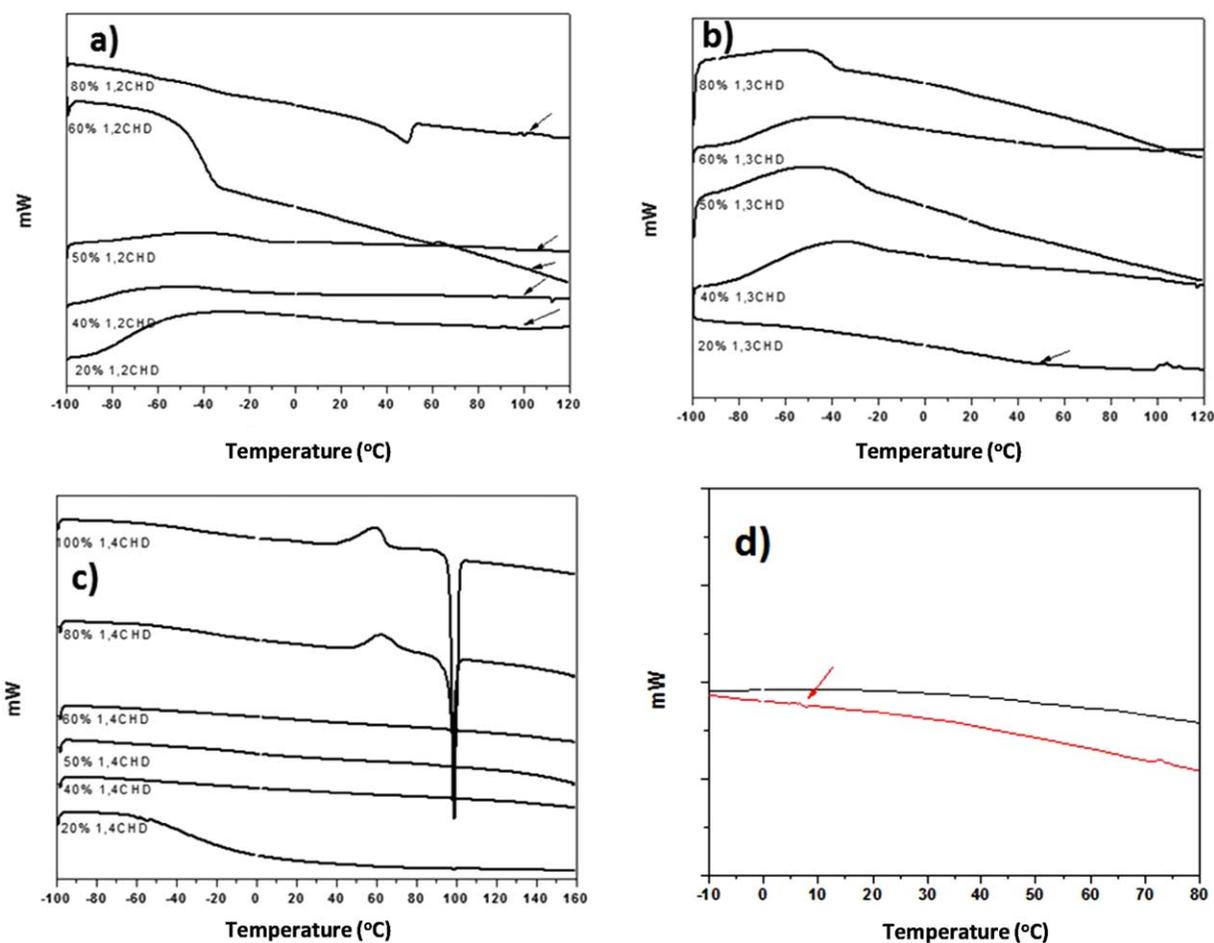 a)
80% 1,2CHD
60% 1,2CHD
50% 1,2CHD
40% 1,2CHD
20% 1,2CHD
mW
-100 -80 -60 -40 -20 0 20 40 60 80 100 120
Temperature (ºC)
b)
80% 1,3CHD
60% 1,3CHD
50% 1,3CHD
40% 1,3CHD
20% 1,3CHD
mW
-100 -80 -60 -40 -20 0 20 40 60 80 100 120
Temperature (ºC)
100% 1,4CHD
c)
80% 1,4CHD
60% 1,4CHD
50% 1,4CHD
40% 1,4CHD
20% 1,4CHD
mW
-100 -80 -60 -40 -20 0 20 40 60 80 100 120 140 160
Temperature (ºC)
d)
mW
-10 0 10 20 30 40 50 60 70 80
Temperature (ºC)